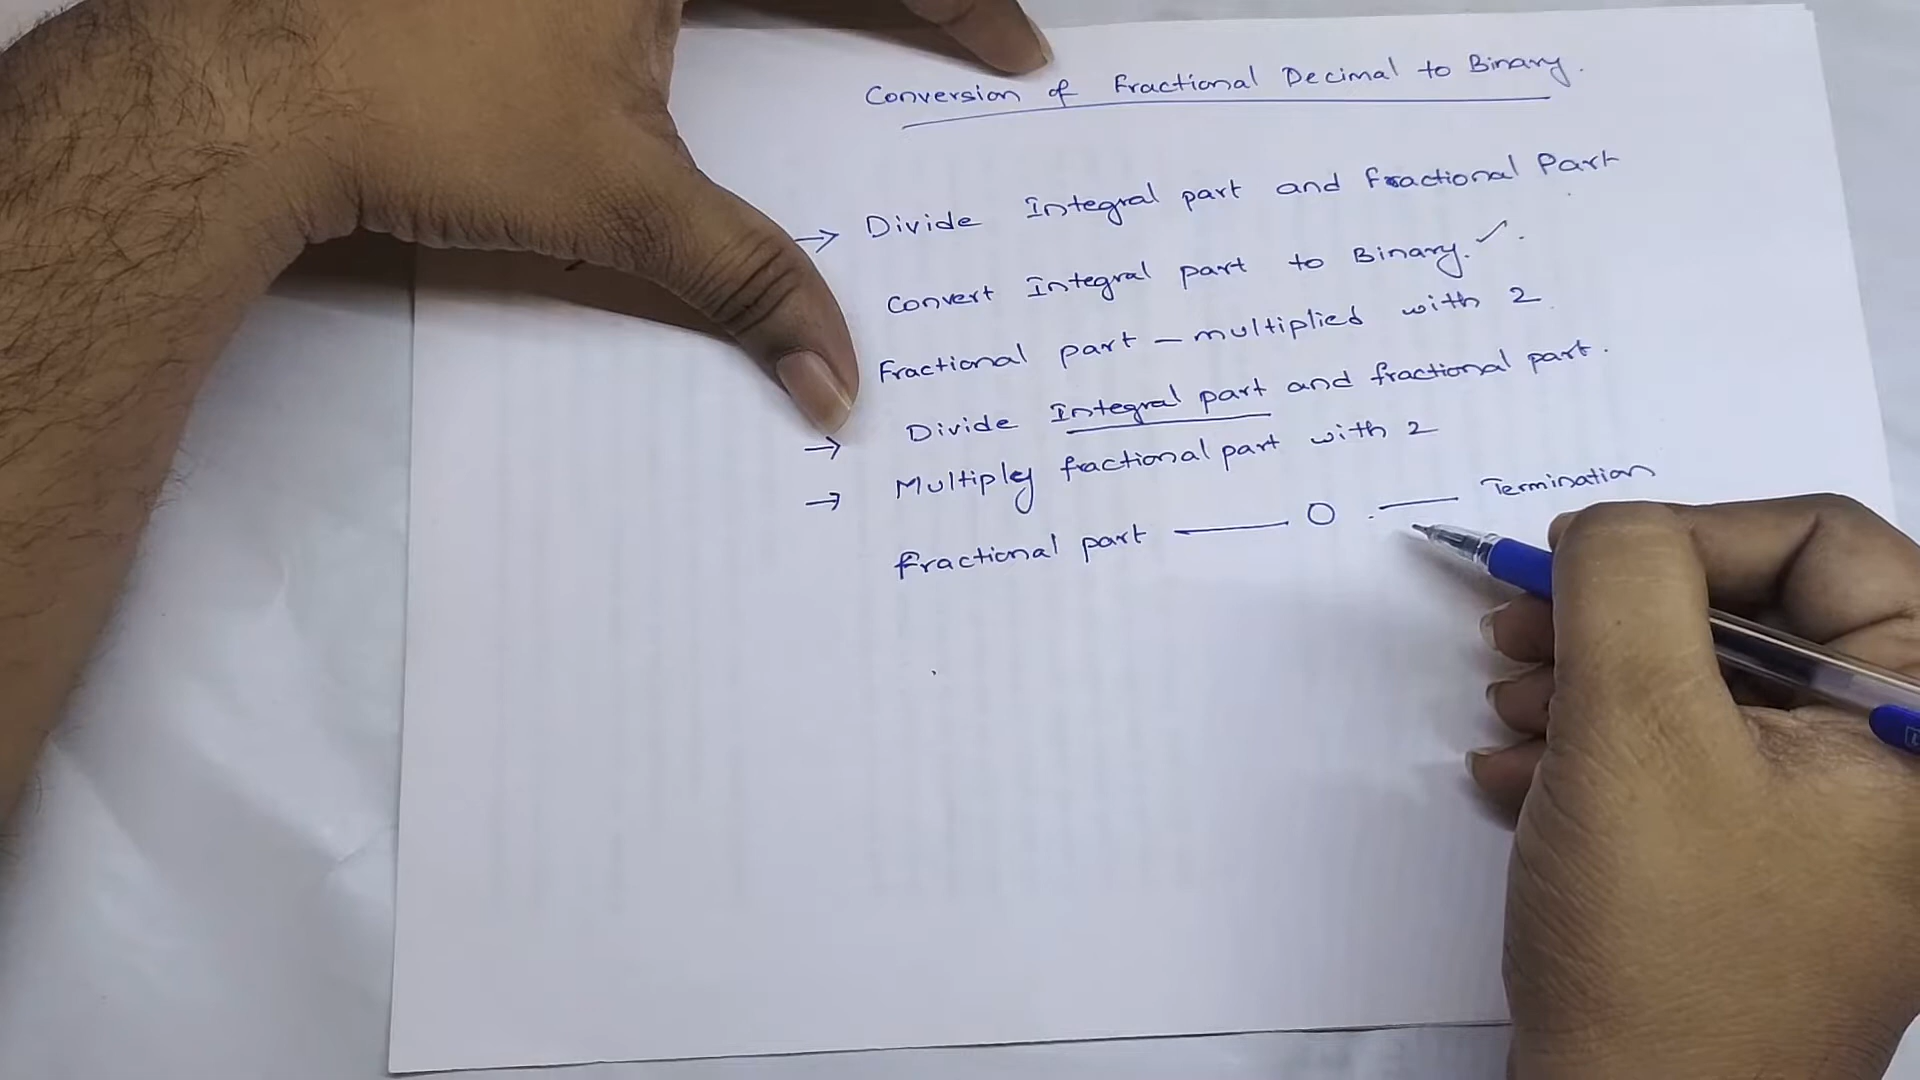 Conversion of Fractional Decimal to Binary.
→ Divide Integral part and Fractional Part
Convert Integral part to Binary. ✓.
Fractional part - multiplied with 2
→ Divide Integral part and fractional part.
→ Multiply fractional part with 2
Fractional part — 0 — Termination